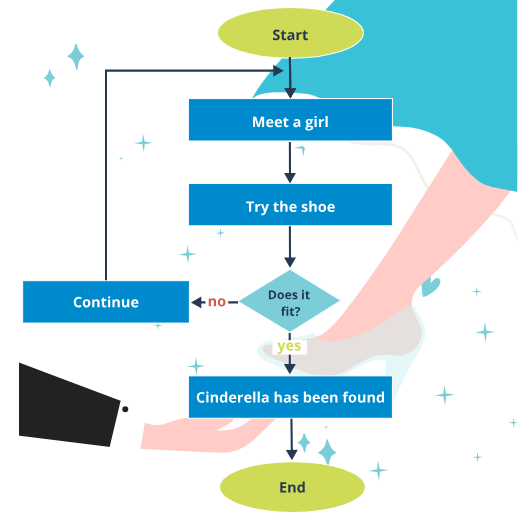 Start
Meet a girl
Try the shoe
Does it
fit?
no
Continue
yes
Cinderella has been found
End